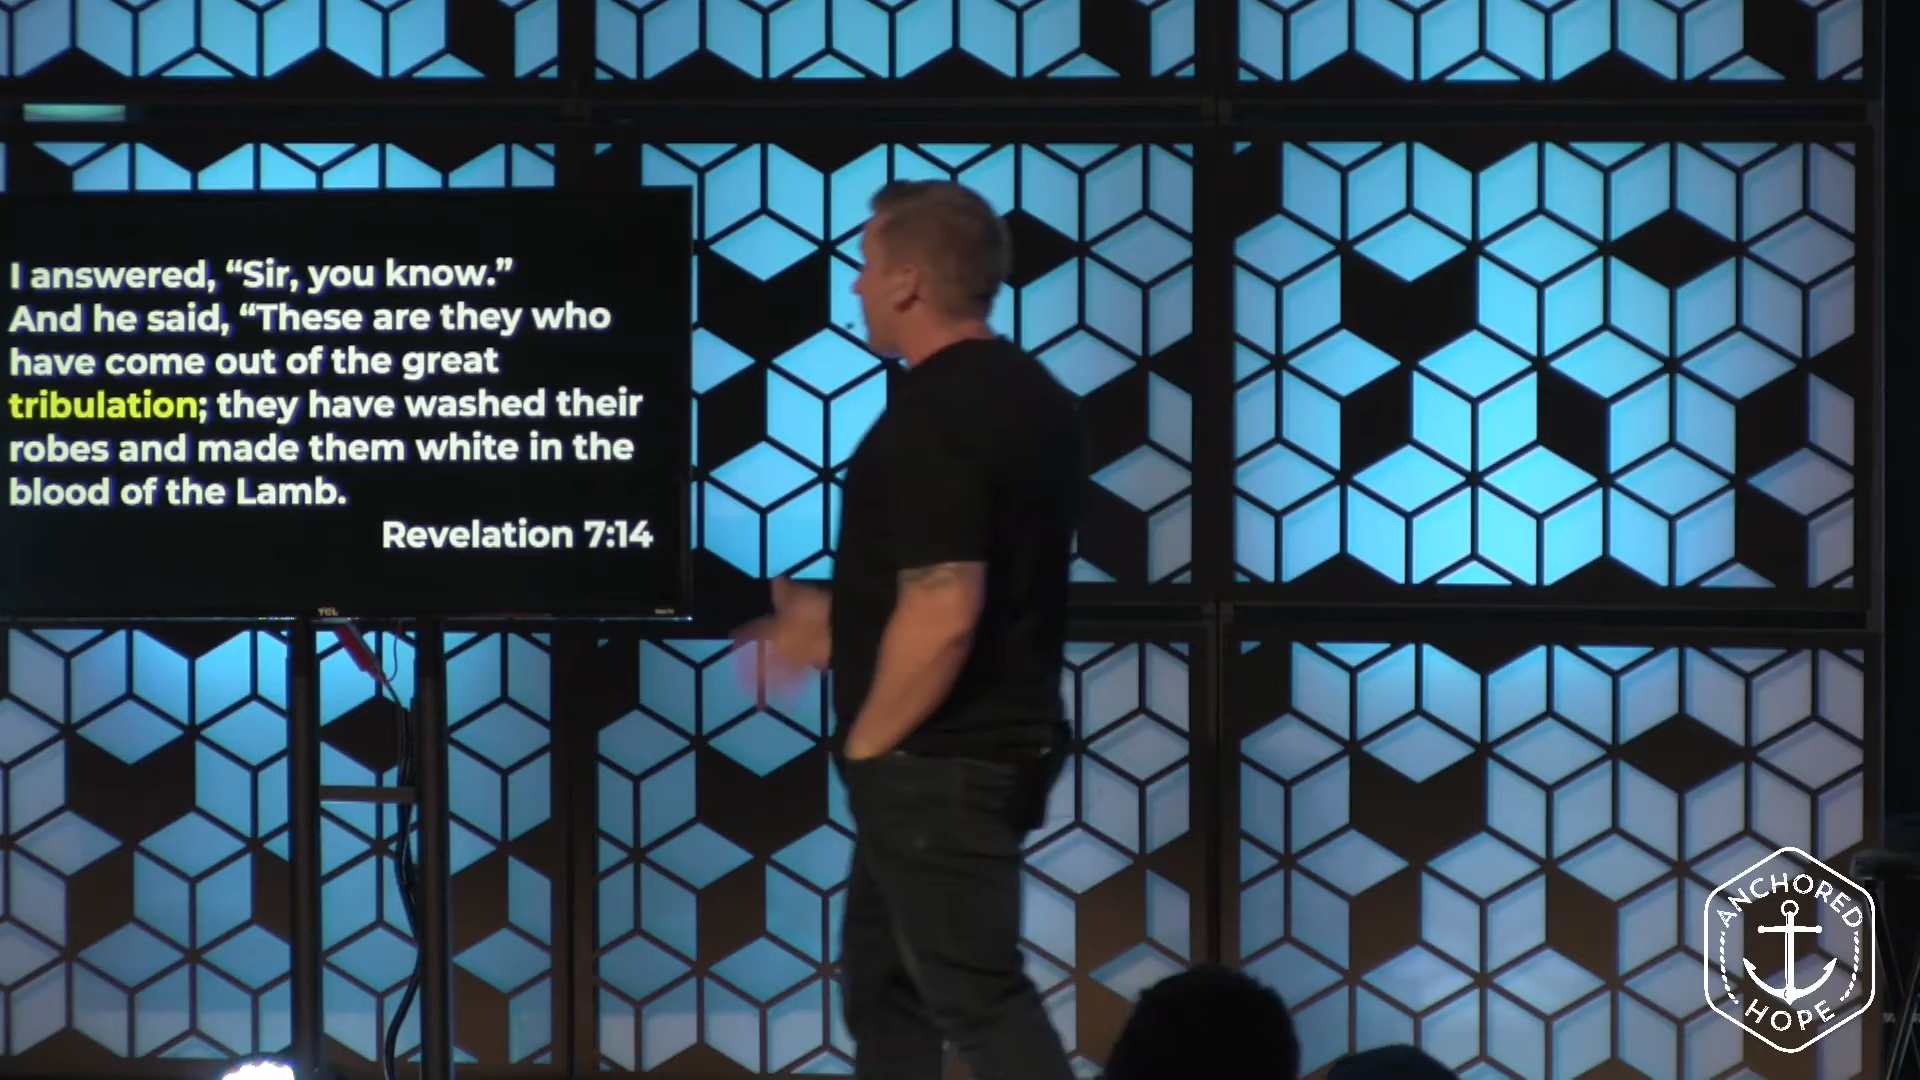 I answered, “Sir, you know.”
And he said, “These are they who
have come out of the great
tribulation; they have washed their
robes and made them white in the
blood of the Lamb.
Revelation 7:14
TCL
ANCHORED
HOPE